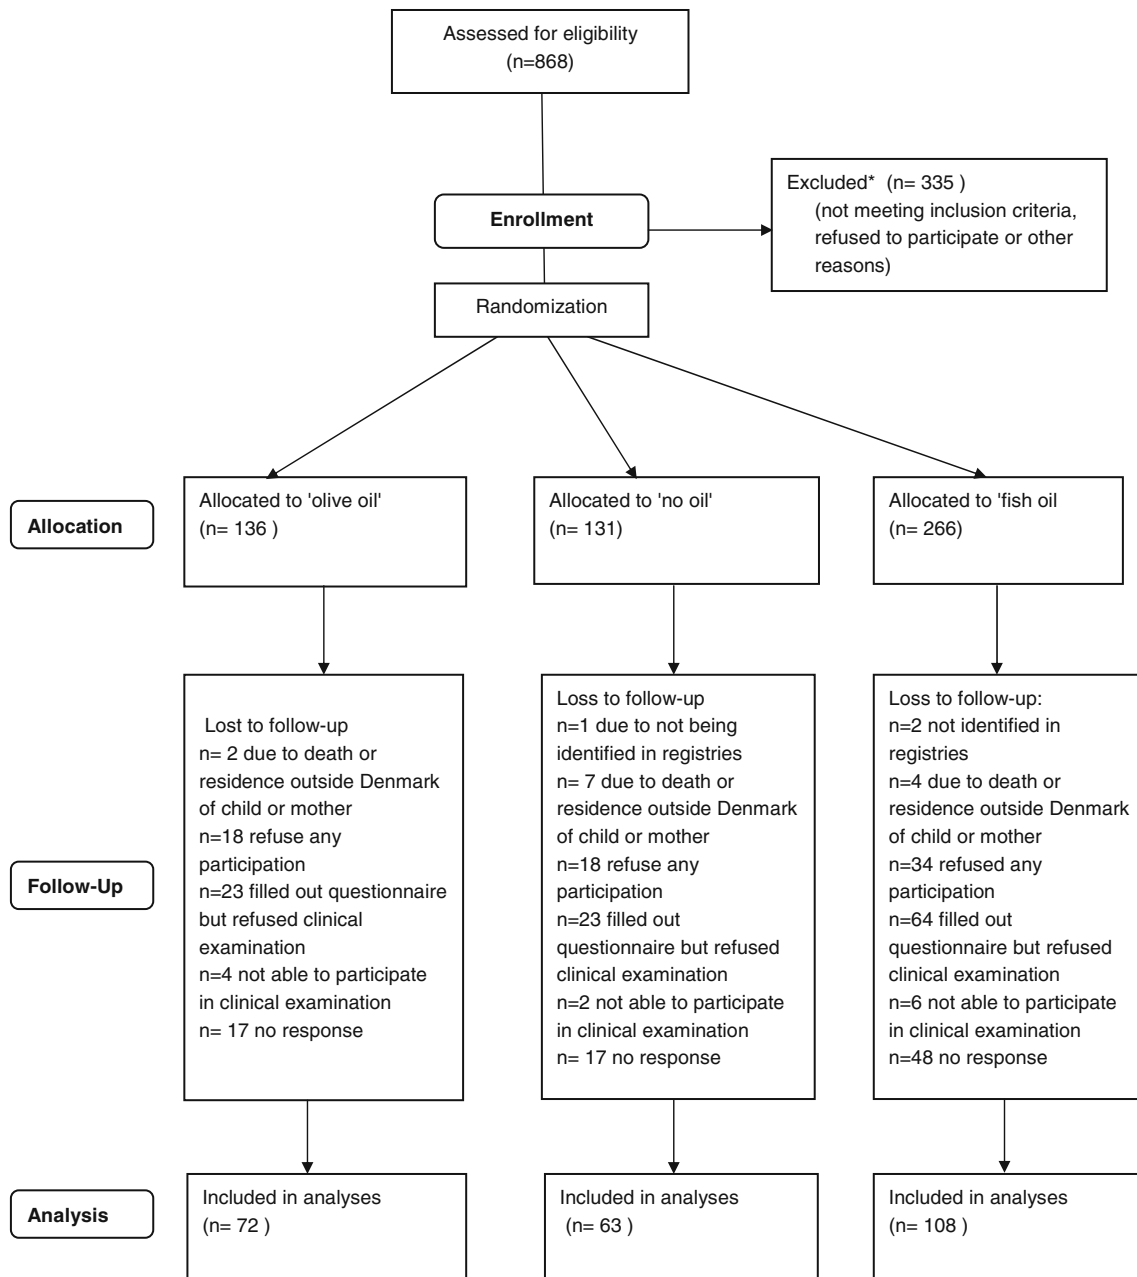 Assessed for eligibility
(n=868)
Excluded* (n= 335 )
(not meeting inclusion criteria,
refused to participate or other
reasons)
Enrollment
Randomization
Allocation
Allocated to 'olive oil'
(n= 136 )
Allocated to 'no oil'
(n= 131)
Allocated to 'fish oil
(n= 266)
Follow-Up
Lost to follow-up
n= 2 due to death or
residence outside Denmark
of child or mother
n=18 refuse any
participation
n=23 filled out questionnaire
but refused clinical
examination
n=4 not able to participate
in clinical examination
n= 17 no response
Loss to follow-up
n=1 due to not being
identified in registries
n= 7 due to death or
residence outside Denmark
of child or mother
n=18 refuse any
participation
n=23 filled out
questionnaire but refused
clinical examination
n=2 not able to participate
in clinical examination
n= 17 no response
Loss to follow-up:
n=2 not identified in
registries
n=4 due to death or
residence outside Denmark
of child or mother
n=34 refused any
participation
n=64 filled out
questionnaire but refused
clinical examination
n=6 not able to participate
in clinical examination
n=48 no response
Analysis
Included in analyses
(n= 72 )
Included in analyses
(n= 63 )
Included in analyses
(n= 108 )